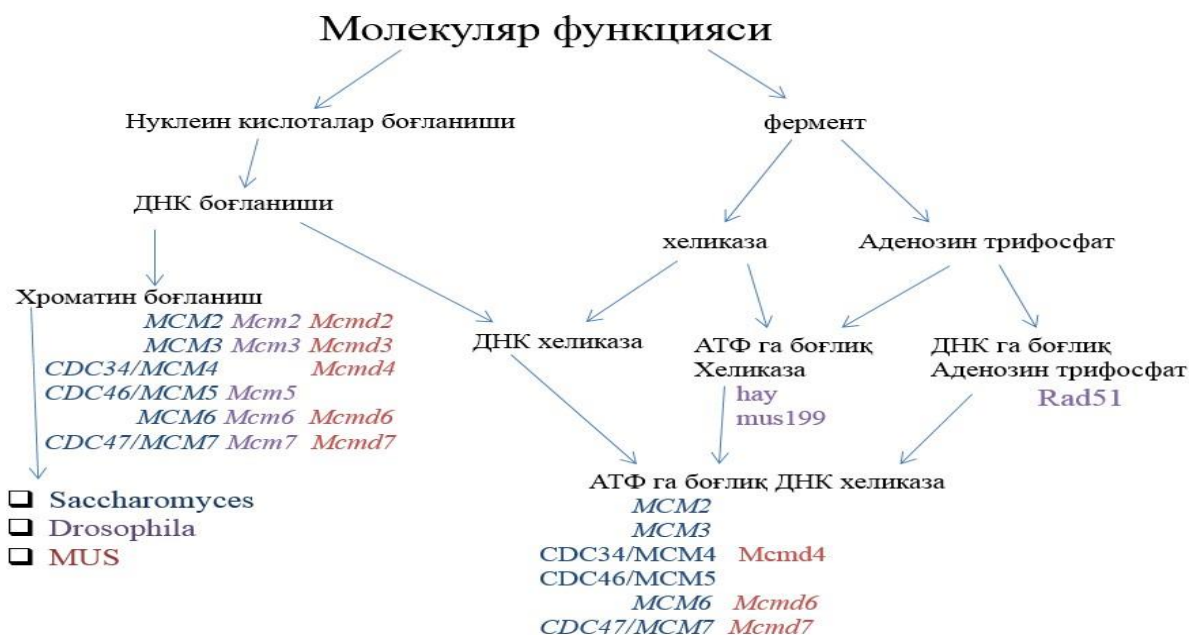 Молекуляр функцияси
Нуклеин кислоталар боғланиши
фермент
ДНК боғланиши
хеликаза
Аденозин трифосфат
Хроматин боғланиш
MCM2 Mcm2 Mcmd2
MCM3 Mcm3 Mcmd3
CDC34/MCM4 Mcmd4
CDC46/MCM5 Mcm5
MCM6 Mcm6 Mcmd6
CDC47/MCM7 Mcm7 Mcmd7
ДНК хеликаза
АТФ га боғлиқ
Хеликаза
hay
mus199
ДНК га боғлиқ
Аденозин трифосфат
Rad51
Saccharomyces
Drosophila
MUS
АТФ га боғлиқ ДНК хеликаза
MCM2
MCM3
CDC34/MCM4 Mcmd4
CDC46/MCM5
MCM6 Mcmd6
CDC47/MCM7 Mcmd7